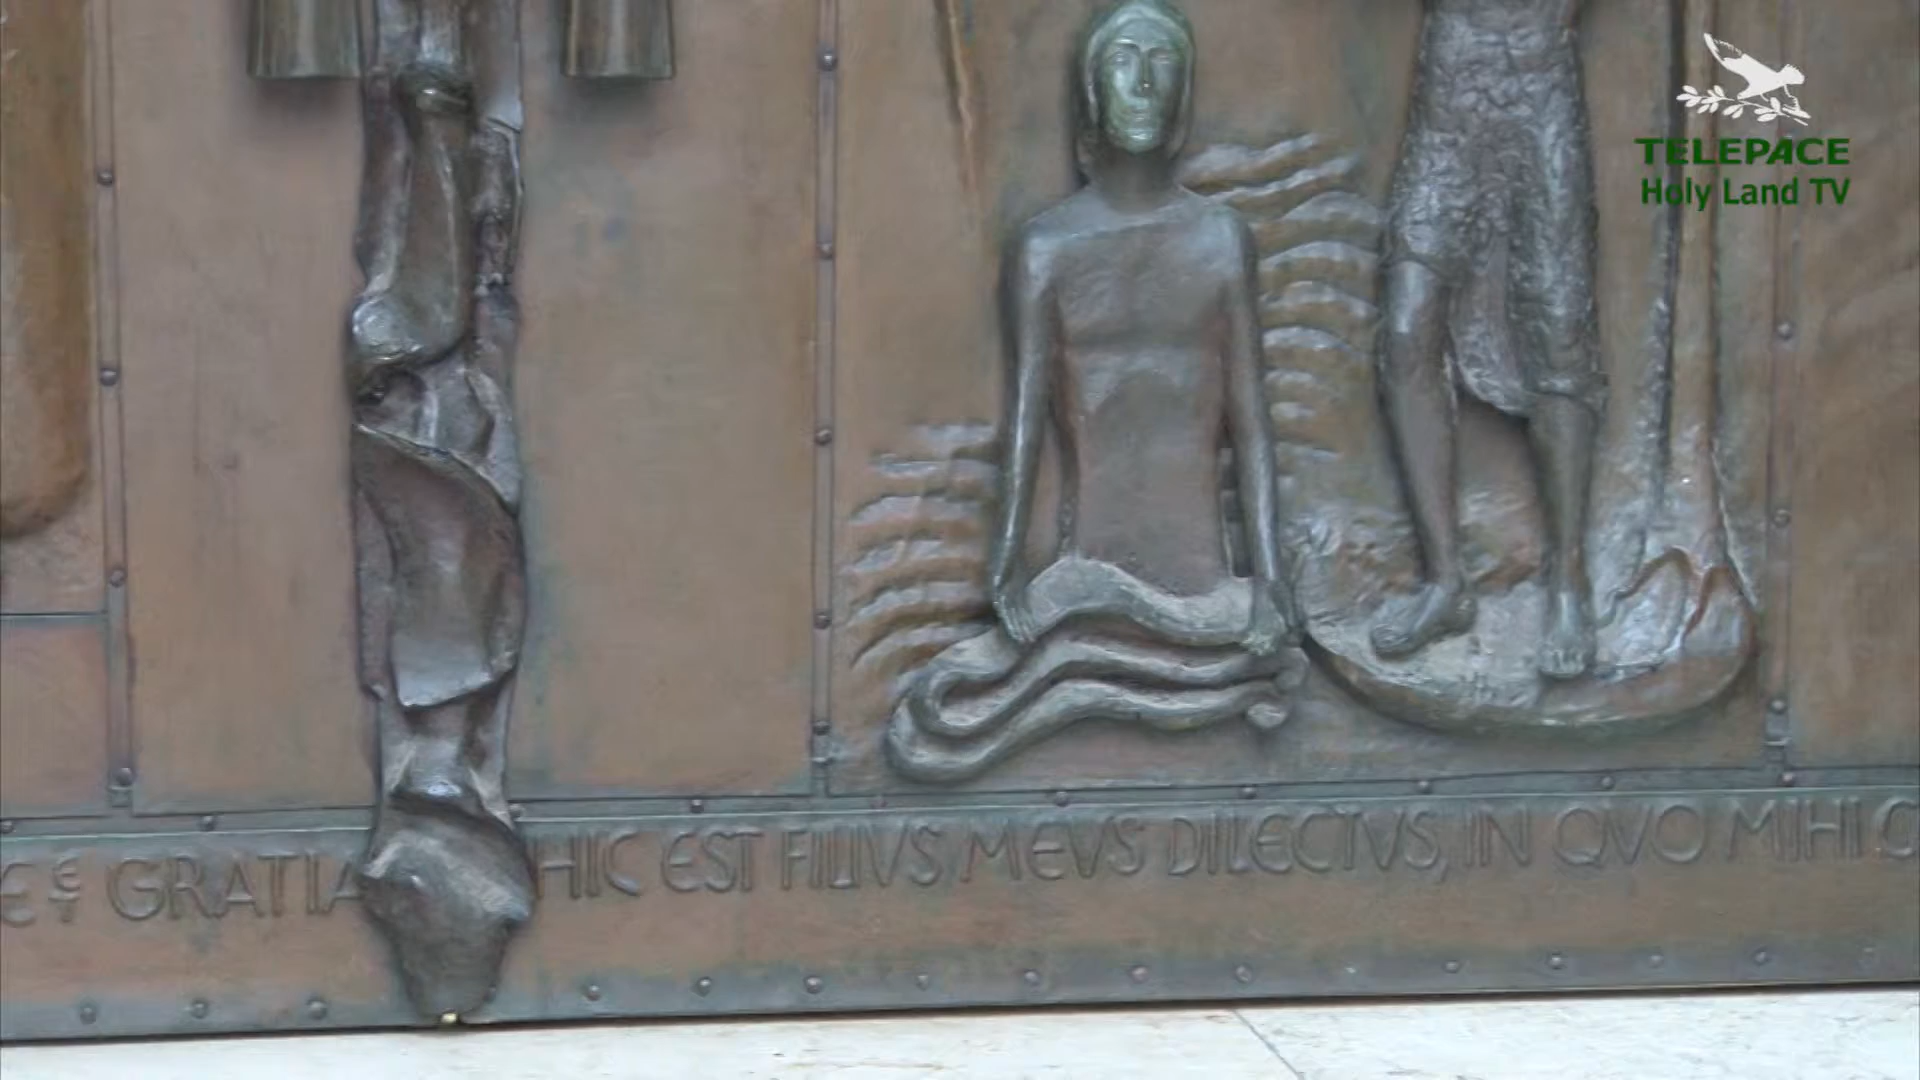 TELEPACE
Holy Land TV
GRATIA HIC EST FILIVS MEVS DILECTVS, IN QVO MIHI